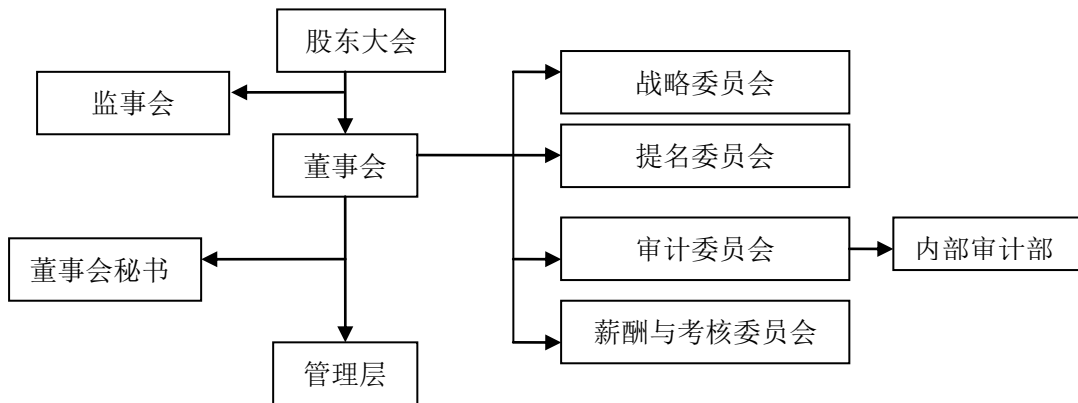 股东大会
监事会
战略委员会
董事会
提名委员会
董事会秘书
审计委员会
内部审计部
薪酬与考核委员会
管理层